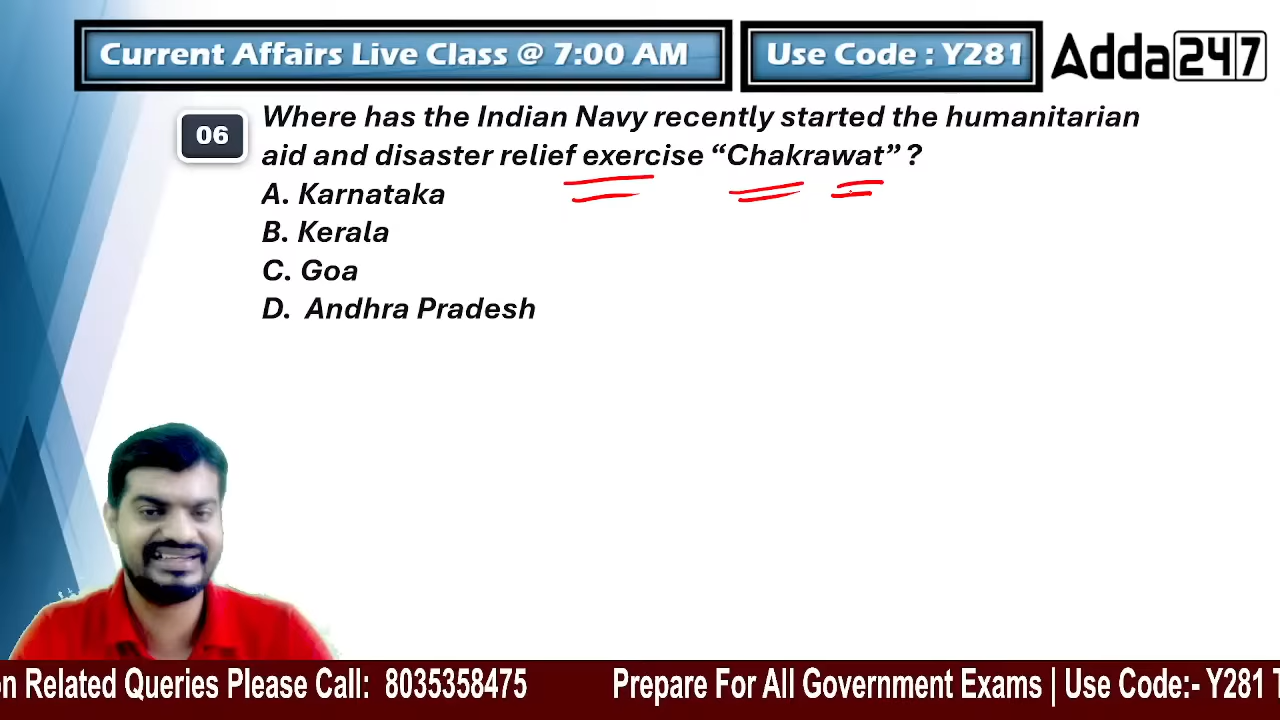 Current Affairs Live Class @ 7:00 AM
Use Code : Y281
Adda247
06
Where has the Indian Navy recently started the humanitarian
aid and disaster relief exercise “Chakrawat” ?
A. Karnataka
B. Kerala
C. Goa
D. Andhra Pradesh
n Related Queries Please Call: 8035358475 Prepare For All Government Exams | Use Code:- Y281 T